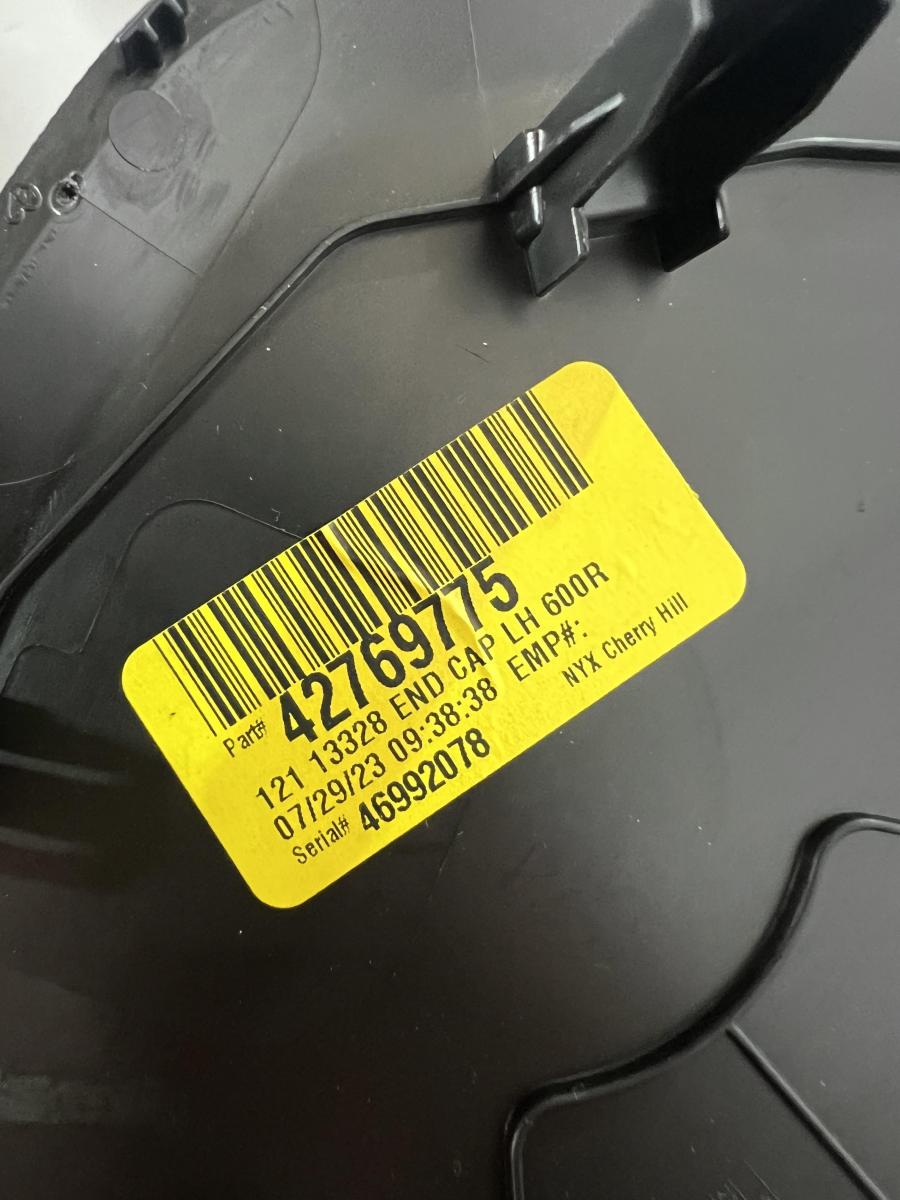 Part# 42769775
121 13328 END CAP LH 600R
07/29/23 09:38:38 EMP#:
Serial# 46992078 NYX Cherry Hill